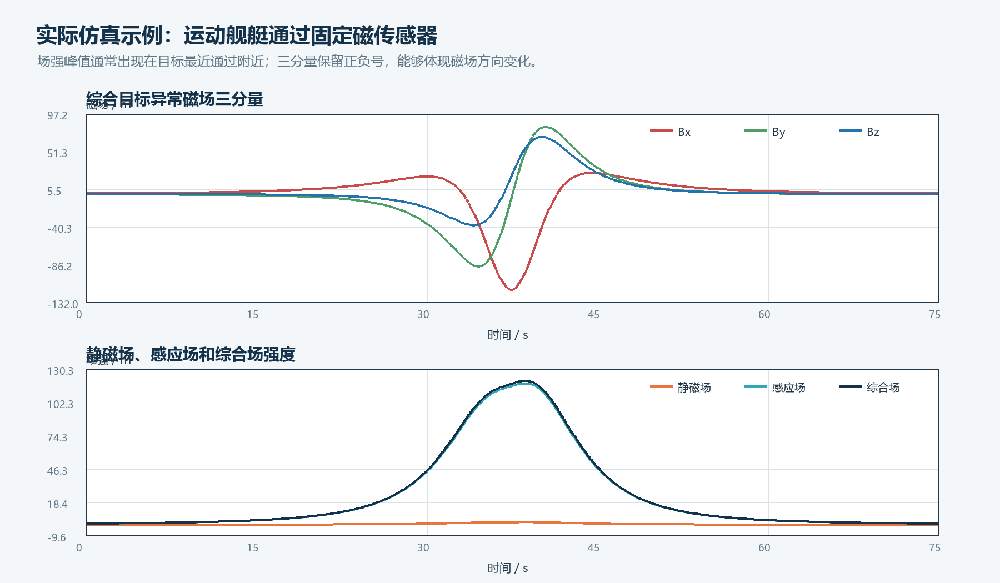 实际仿真示例：运动舰艇通过固定磁传感器
场强峰值通常出现在目标最近通过附近；三分量保留正负号，能够体现磁场方向变化。
综合目标异常磁场三分量
磁场 / nT
97.2
51.3
5.5
-40.3
-86.2
-132.0
Bx By Bz
0 15 30 45 60 75
时间 / s
静磁场、感应场和综合场强度
场强 / nT
130.3
102.3
74.3
46.3
18.4
-9.6
静磁场 感应场 综合场
0 15 30 45 60 75
时间 / s